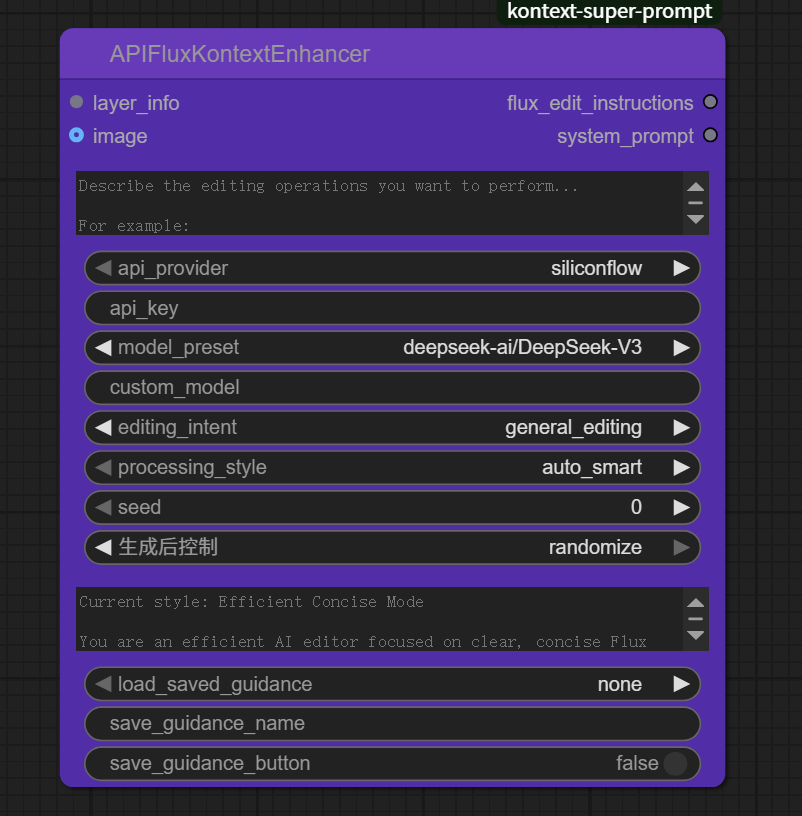 kontext-super-prompt
APIFluxKontextEnhancer
layer_info flux_edit_instructions
image system_prompt
Describe the editing operations you want to perform...
For example:
api_provider siliconflow
api_key
model_preset deepseek-ai/DeepSeek-V3
custom_model
editing_intent general_editing
processing_style auto_smart
seed 0
生成后控制 randomize
Current style: Efficient Concise Mode
You are an efficient AI editor focused on clear, concise Flux
load_saved_guidance none
save_guidance_name
save_guidance_button false